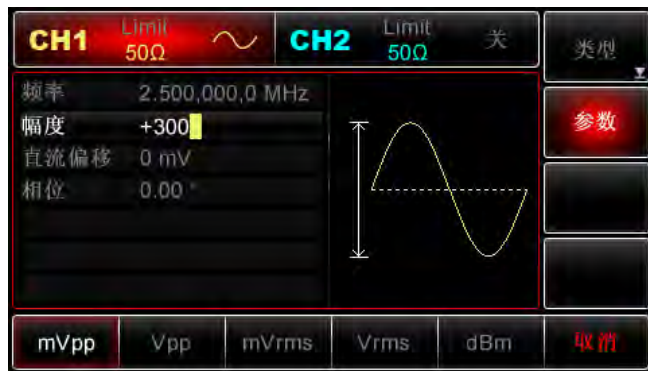 CH1 Limit 50Ω CH2 Limit 50Ω 关 类型
频率 2.500,000,0 MHz
参数
幅度 +300
直流偏移 0 mV
相位 0.00 °
mVpp Vpp mVrms Vrms dBm 取消